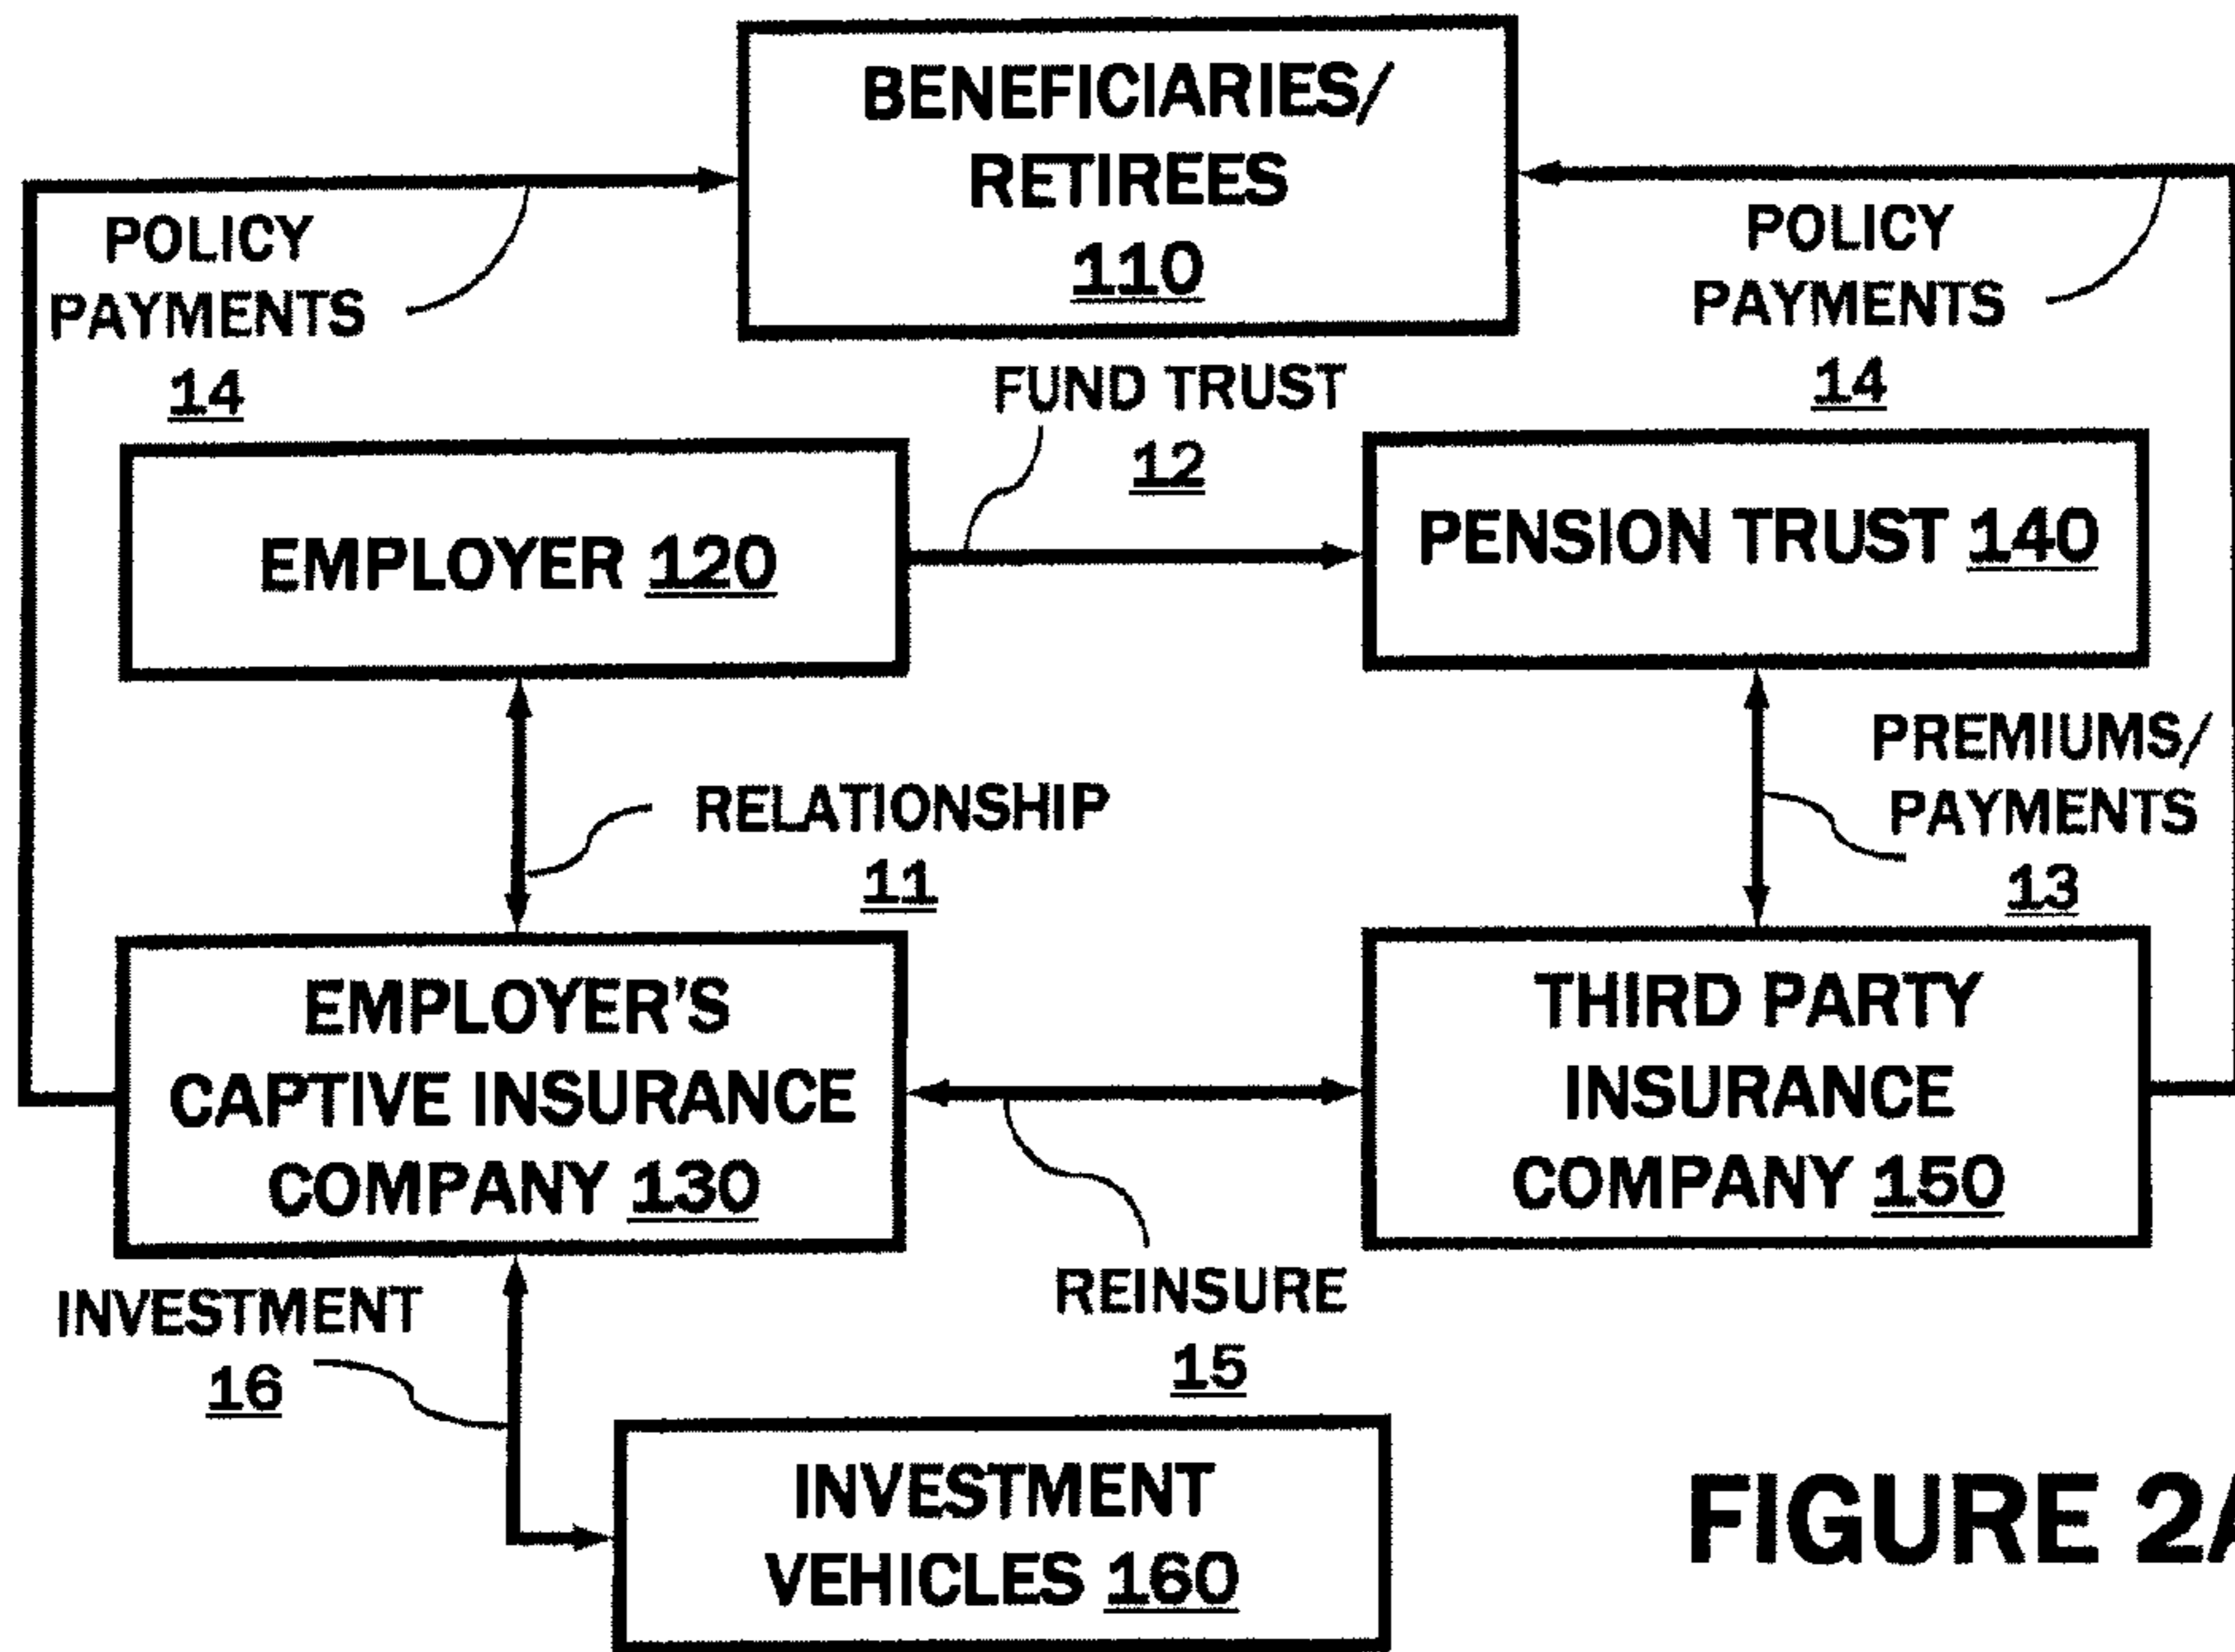 BENEFICIARIES/
RETIREES
110
POLICY
PAYMENTS
14
POLICY
PAYMENTS
14
FUND TRUST
12
EMPLOYER 120
PENSION TRUST 140
RELATIONSHIP
11
PREMIUMS/
PAYMENTS
13
EMPLOYER'S
CAPTIVE INSURANCE
COMPANY 130
THIRD PARTY
INSURANCE
COMPANY 150
INVESTMENT
16
REINSURE
15
INVESTMENT
VEHICLES 160
FIGURE 2A